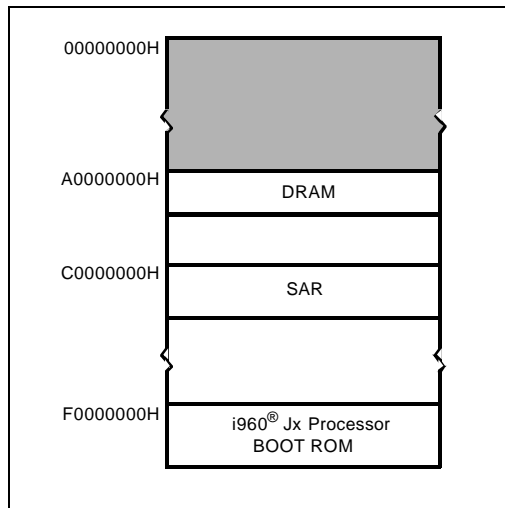 00000000H
A0000000H
DRAM
C0000000H
SAR
F0000000H
i960® Jx Processor
BOOT ROM